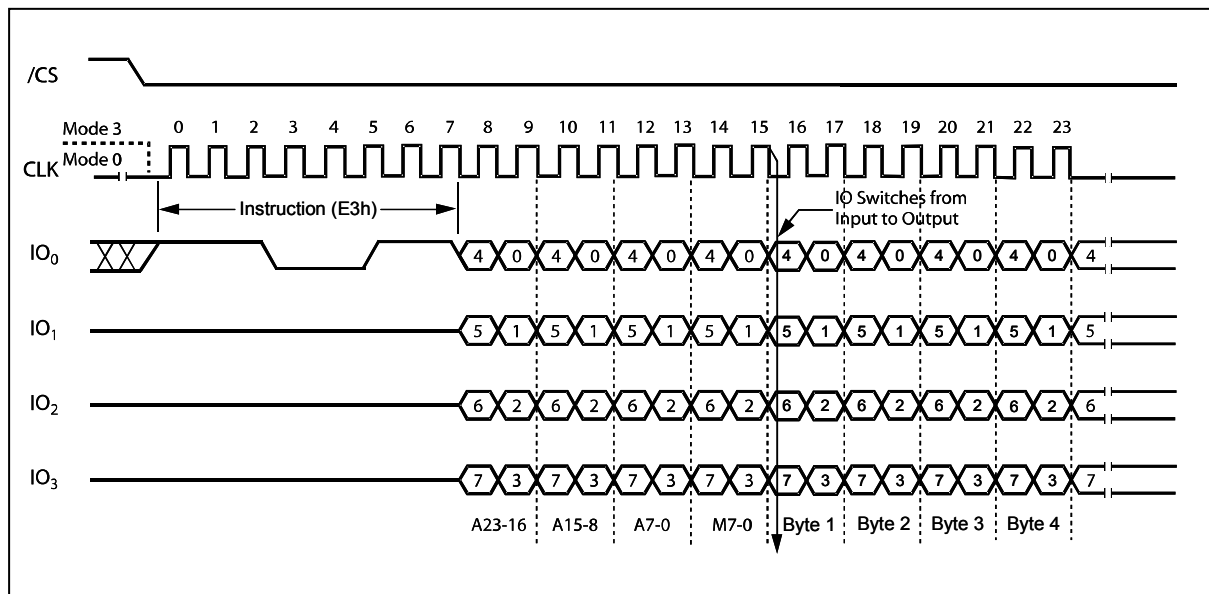 /CS
Mode 3
0 1 2 3 4 5 6 7 8 9 10 11 12 13 14 15 16 17 18 19 20 21 22 23
CLK
Mode 0
Instruction (E3h)
IO Switches from
Input to Output
IO0
4 0 4 0 4 0 4 0 4 0 4 0 4 0 4 0 4
IO1
5 1 5 1 5 1 5 1 5 1 5 1 5 1 5 1 5
IO2
6 2 6 2 6 2 6 2 6 2 6 2 6 2 6 2 6
IO3
7 3 7 3 7 3 7 3 7 3 7 3 7 3 7 3 7
A23-16 A15-8 A7-0 M7-0 Byte 1 Byte 2 Byte 3 Byte 4